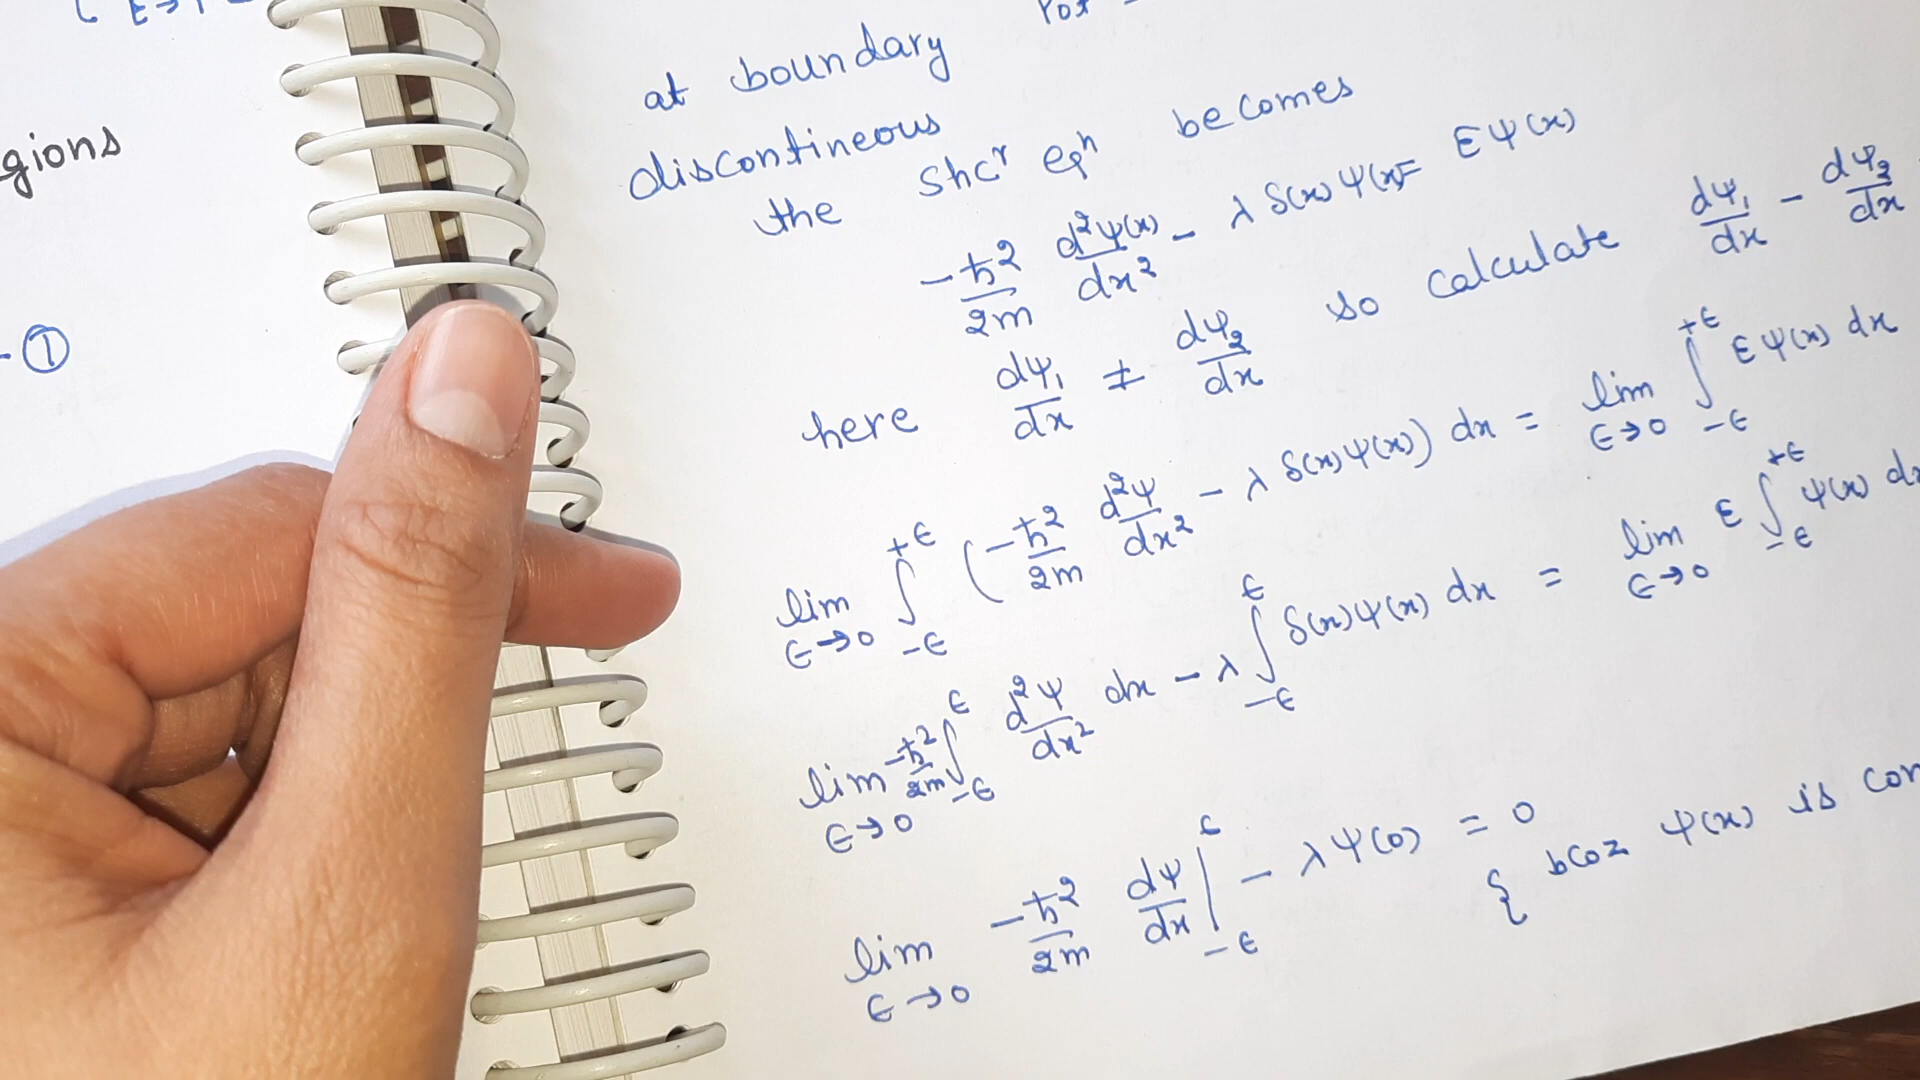 gions
- ①
at boundary
discontineous
the Shcʳ eqⁿ becomes
-ħ²/2m d²ψ(x)/dx² - λ δ(x) ψ(x) = E ψ(x)
here dψ₁/dx ≠ dψ₂/dx so calculate dψ₁/dx - dψ₂/dx
lim ε→0 ∫_-ε^+ε (-ħ²/2m d²ψ/dx² - λ δ(x) ψ(x)) dx = lim ε→0 ∫_-ε^+ε E ψ(x) dx
lim ε→0 -ħ²/2m ∫_-ε^ε d²ψ/dx² dx - λ ∫_-ε^ε δ(x) ψ(x) dx = lim ε→0 E ∫_-ε^+ε ψ(x) dx
lim ε→0 -ħ²/2m dψ/dx |_-ε^ε - λ ψ(0) = 0
{ bcoz ψ(x) is con